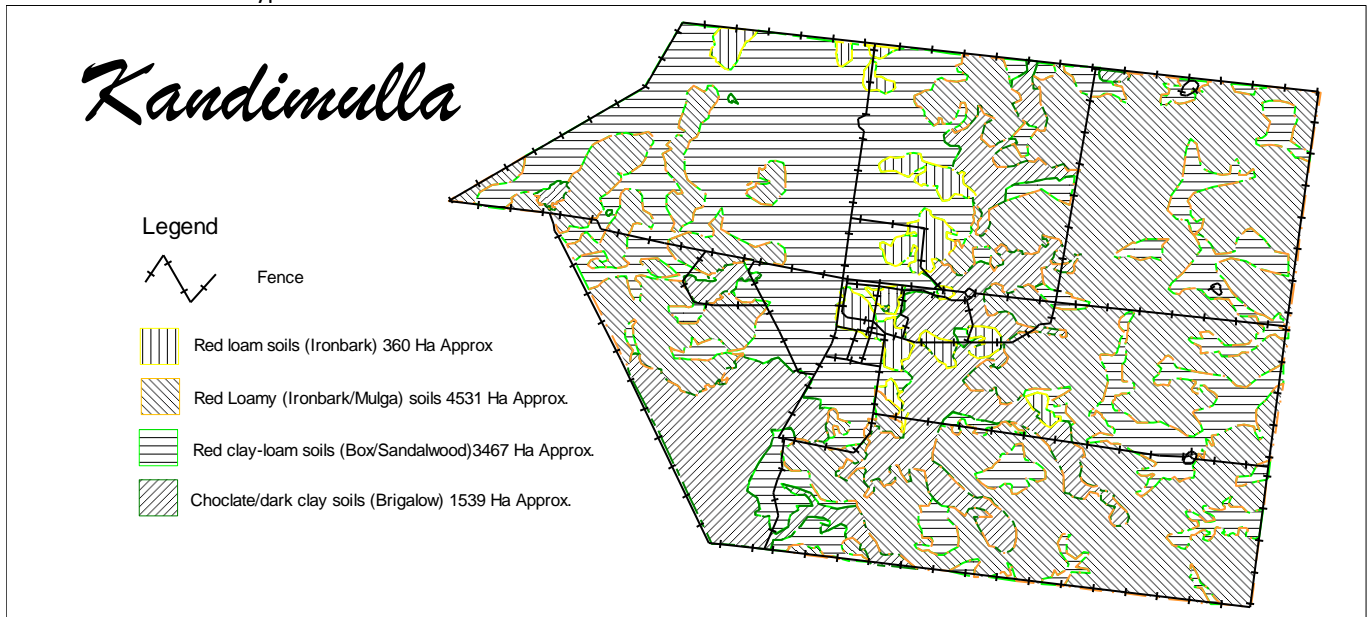 Kandimulla
Legend
Fence
Red loam soils (Ironbark) 360 Ha Approx
Red Loamy (Ironbark/Mulga) soils 4531 Ha Approx.
Red clay-loam soils (Box/Sandalwood)3467 Ha Approx.
Choclate/dark clay soils (Brigalow) 1539 Ha Approx.